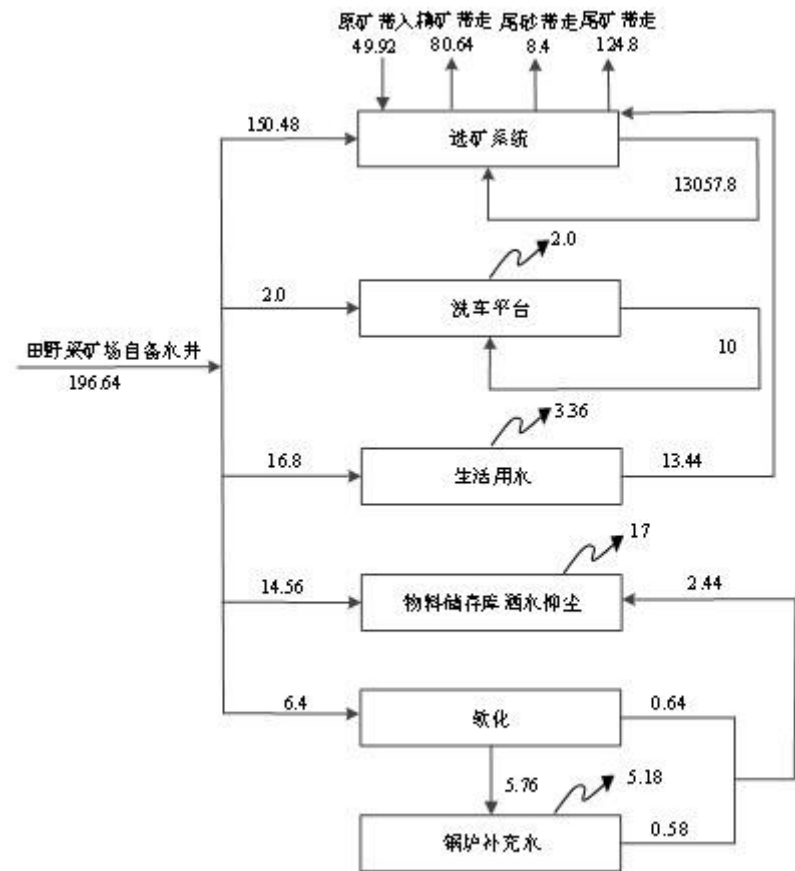 原矿带入 精矿带走 尾砂带走 尾矿带走
49.92 80.64 8.4 124.8
150.48
选矿系统
13057.8
2.0
2.0
洗车平台
10
田野采矿场自备水井
196.64
3.36
16.8
生活用水
13.44
17
14.56
物料储存库洒水抑尘
2.44
6.4
软化
0.64
5.76
5.18
锅炉补充水
0.58